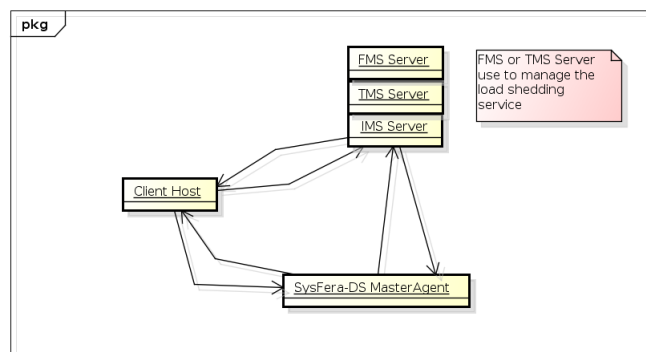 pkg
FMS Server
TMS Server
IMS Server
FMS or TMS Server
use to manage the
load shedding
service
Client Host
SysFera-DS MasterAgent